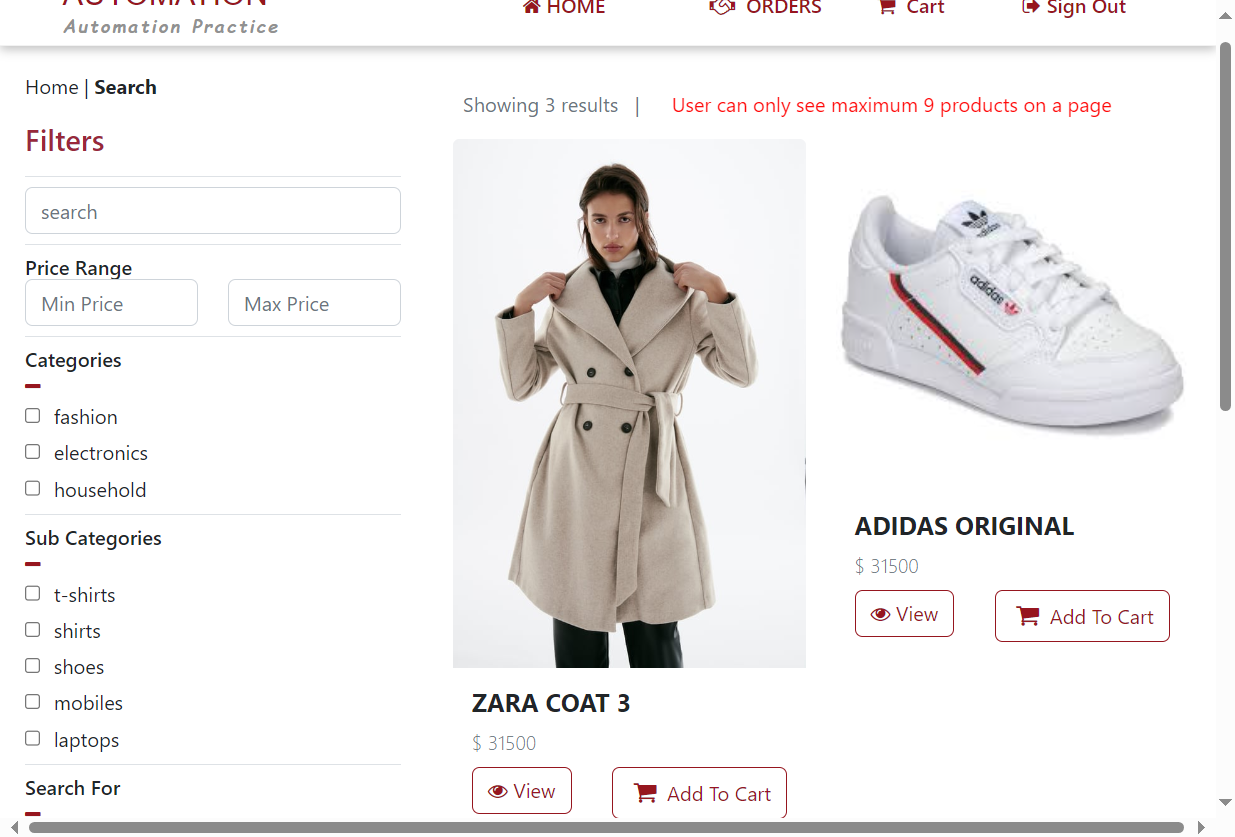 AUTOMATION
Automation Practice
HOME
ORDERS
Cart
Sign Out
Home | Search
Showing 3 results |
User can only see maximum 9 products on a page
Filters
search
Price Range
Min Price
Max Price
Categories
fashion
electronics
household
Sub Categories
t-shirts
shirts
shoes
mobiles
laptops
Search For
adidas
adidas
ZARA COAT 3
$ 31500
View
Add To Cart
ADIDAS ORIGINAL
$ 31500
View
Add To Cart